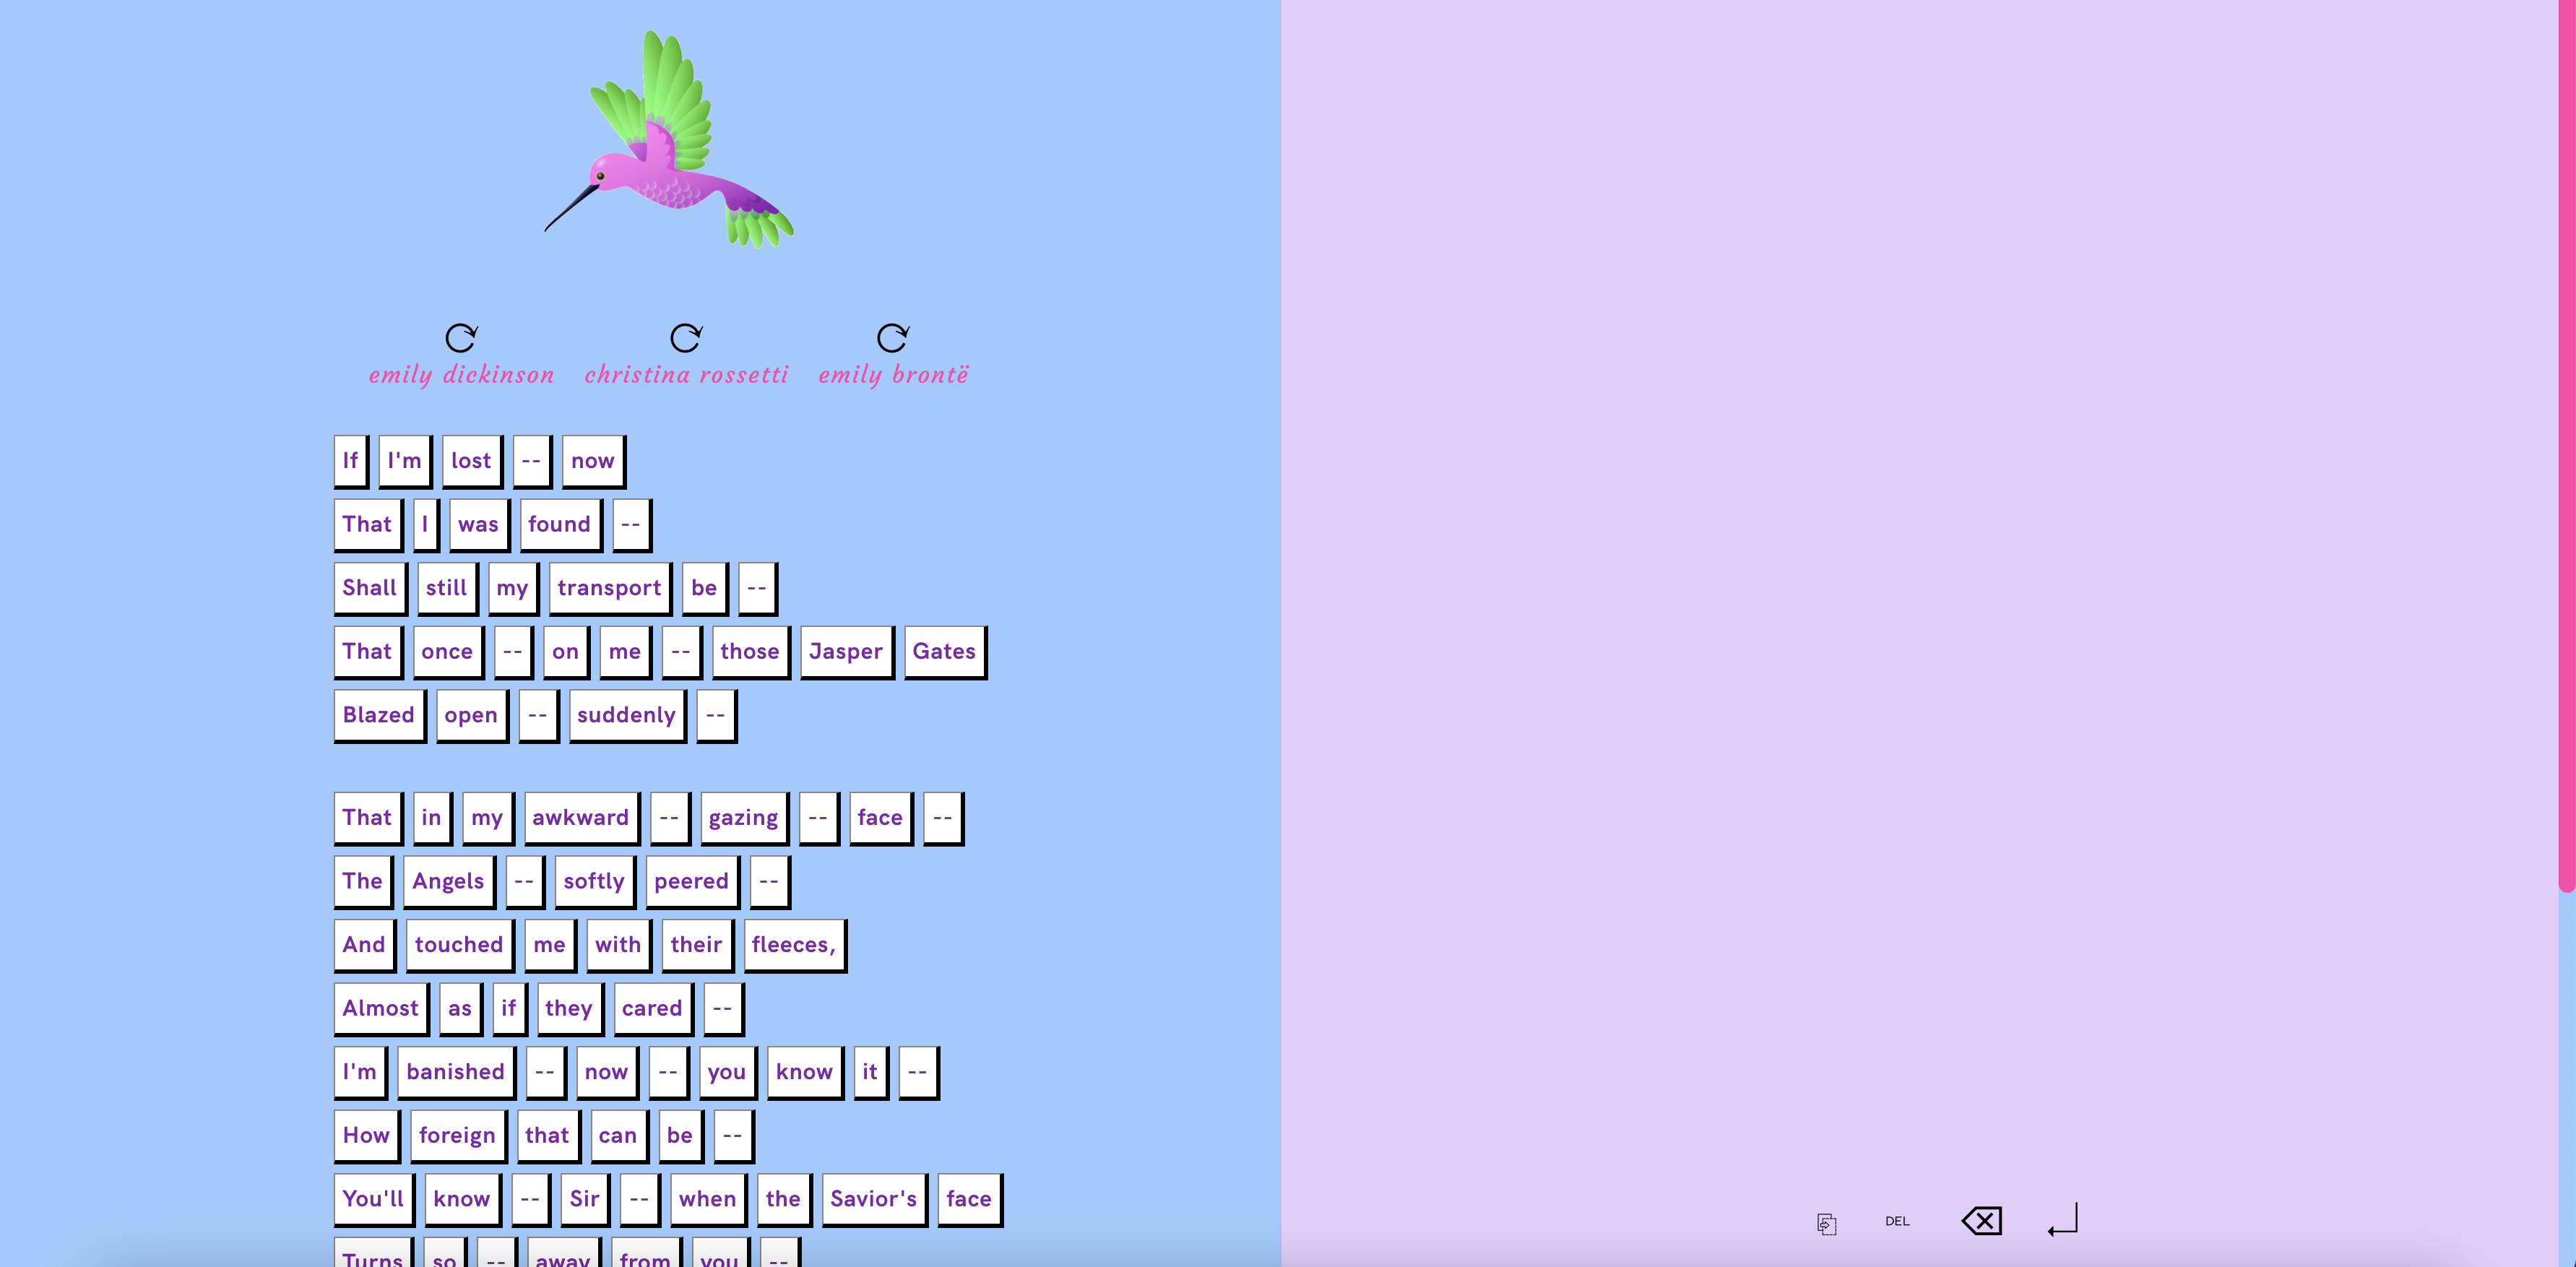 emily dickinson christina rossetti emily brontë
If I'm lost -- now
That I was found --
Shall still my transport be --
That once -- on me -- those Jasper Gates
Blazed open -- suddenly --
That in my awkward -- gazing -- face --
The Angels -- softly peered --
And touched me with their fleeces,
Almost as if they cared --
I'm banished -- now -- you know it --
How foreign that can be --
You'll know -- Sir -- when the Savior's face
Turns so -- away from you --
DEL